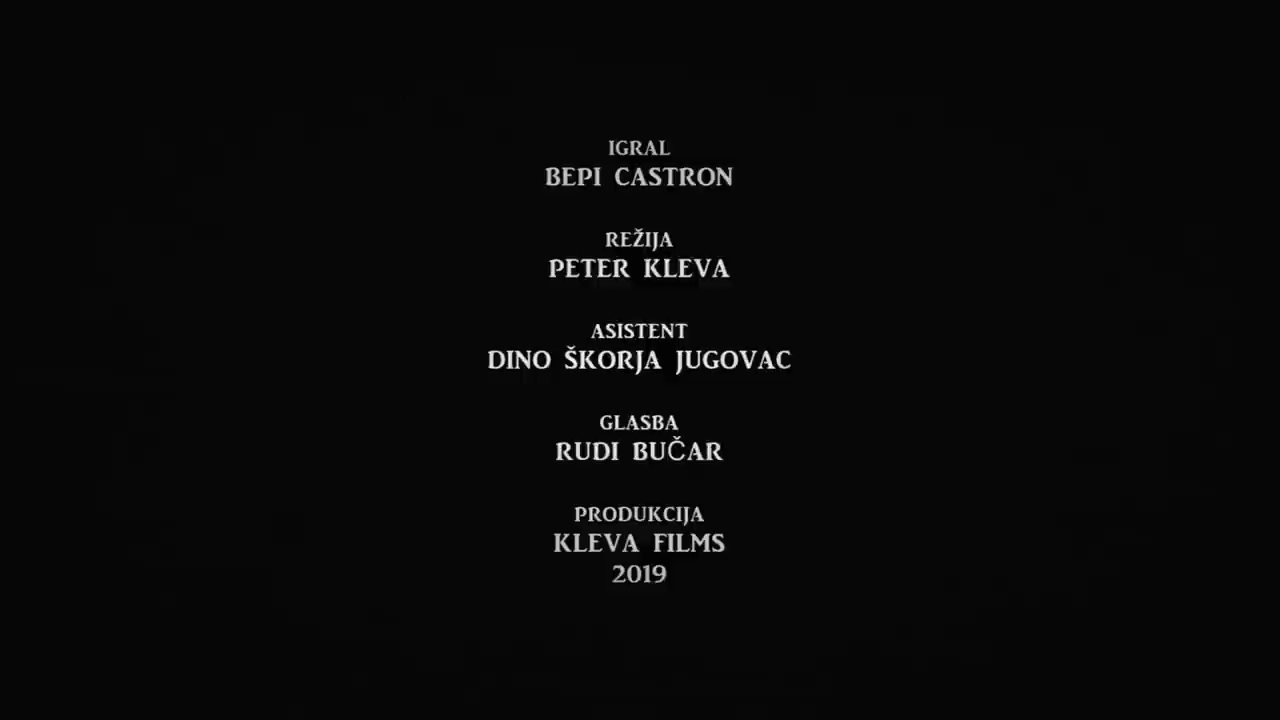 IGRAL
BEPI CASTRON
REŽIJA
PETER KLEVA
ASISTENT
DINO ŠKORJA JUGOVAC
GLASBA
RUDI BUČAR
PRODUKCIJA
KLEVA FILMS
2019